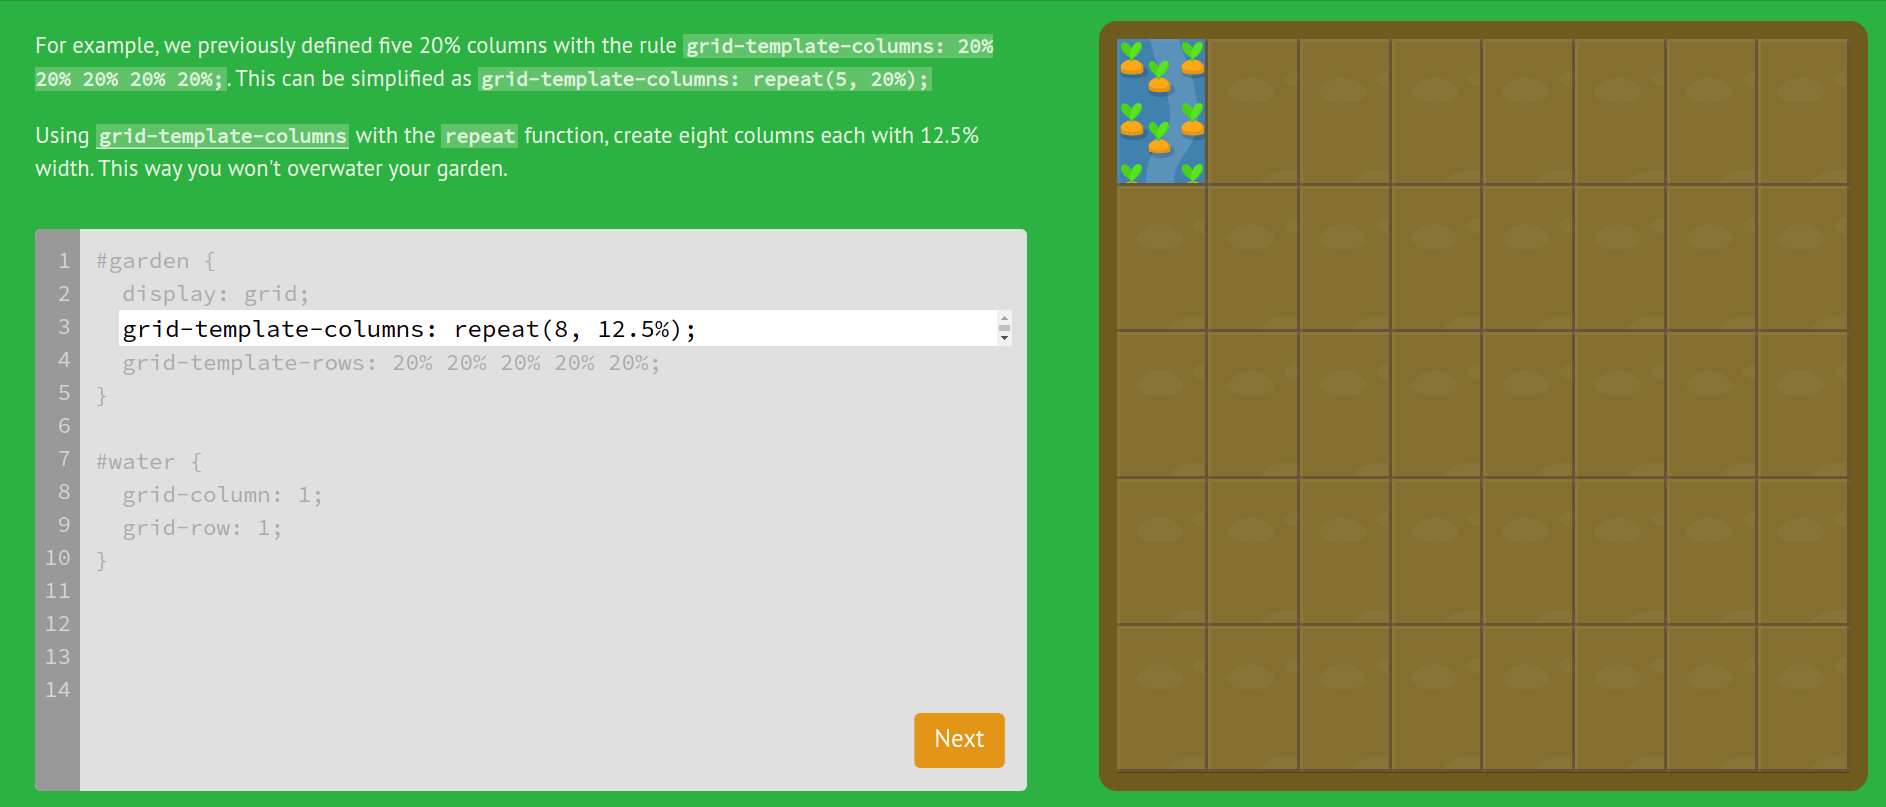 For example, we previously defined five 20% columns with the rule grid-template-columns: 20%
20% 20% 20% 20%;. This can be simplified as grid-template-columns: repeat(5, 20%);
Using grid-template-columns with the repeat function, create eight columns each with 12.5%
width. This way you won't overwater your garden.
1 #garden {
2 display: grid;
3 grid-template-columns: repeat(8, 12.5%);
4 grid-template-rows: 20% 20% 20% 20% 20%;
5 }
6
7 #water {
8 grid-column: 1;
9 grid-row: 1;
10 }
11
12
13
14
Next